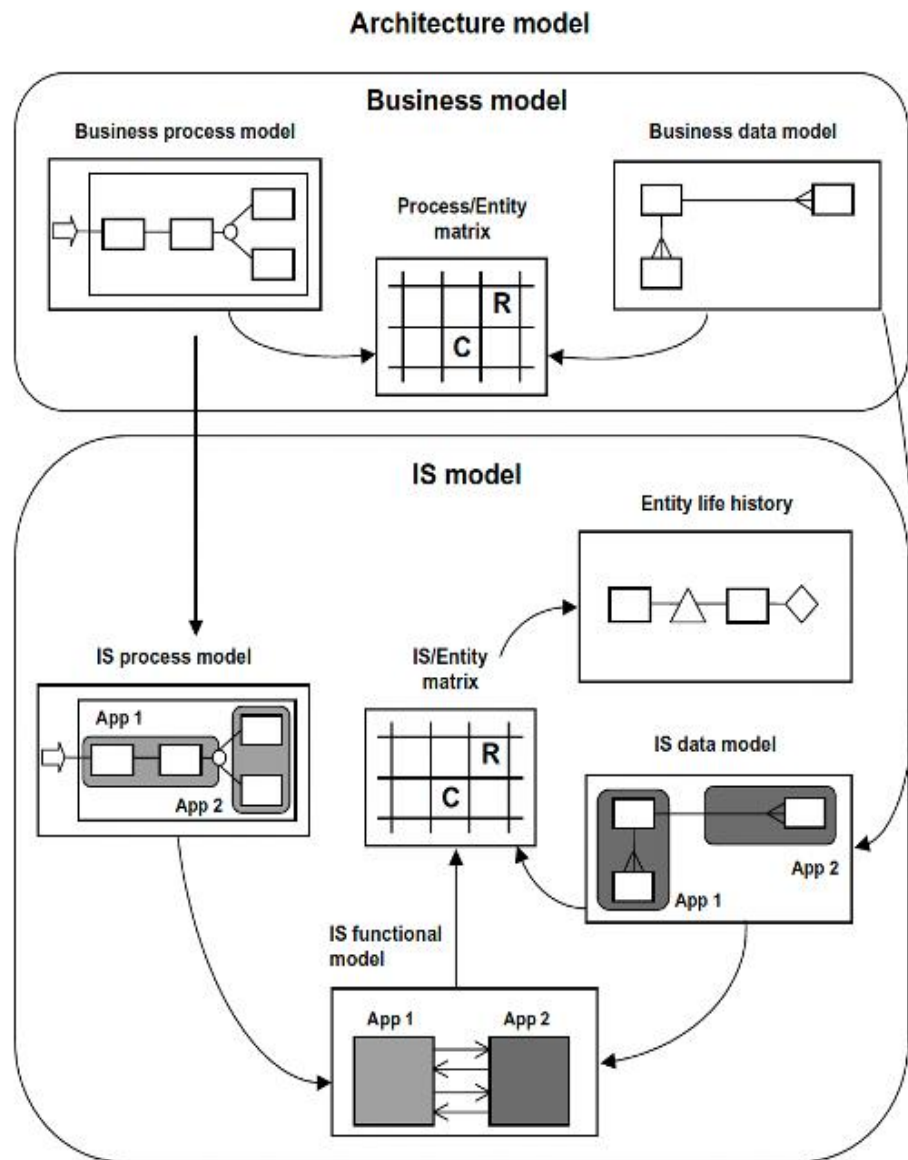 Architecture model
Business model
Business process model
Business data model
Process/Entity
matrix
R
C
IS model
Entity life history
IS process model
IS/Entity
matrix
App 1
App 2
R
C
IS data model
App 2
App 1
IS functional
model
App 1
App 2